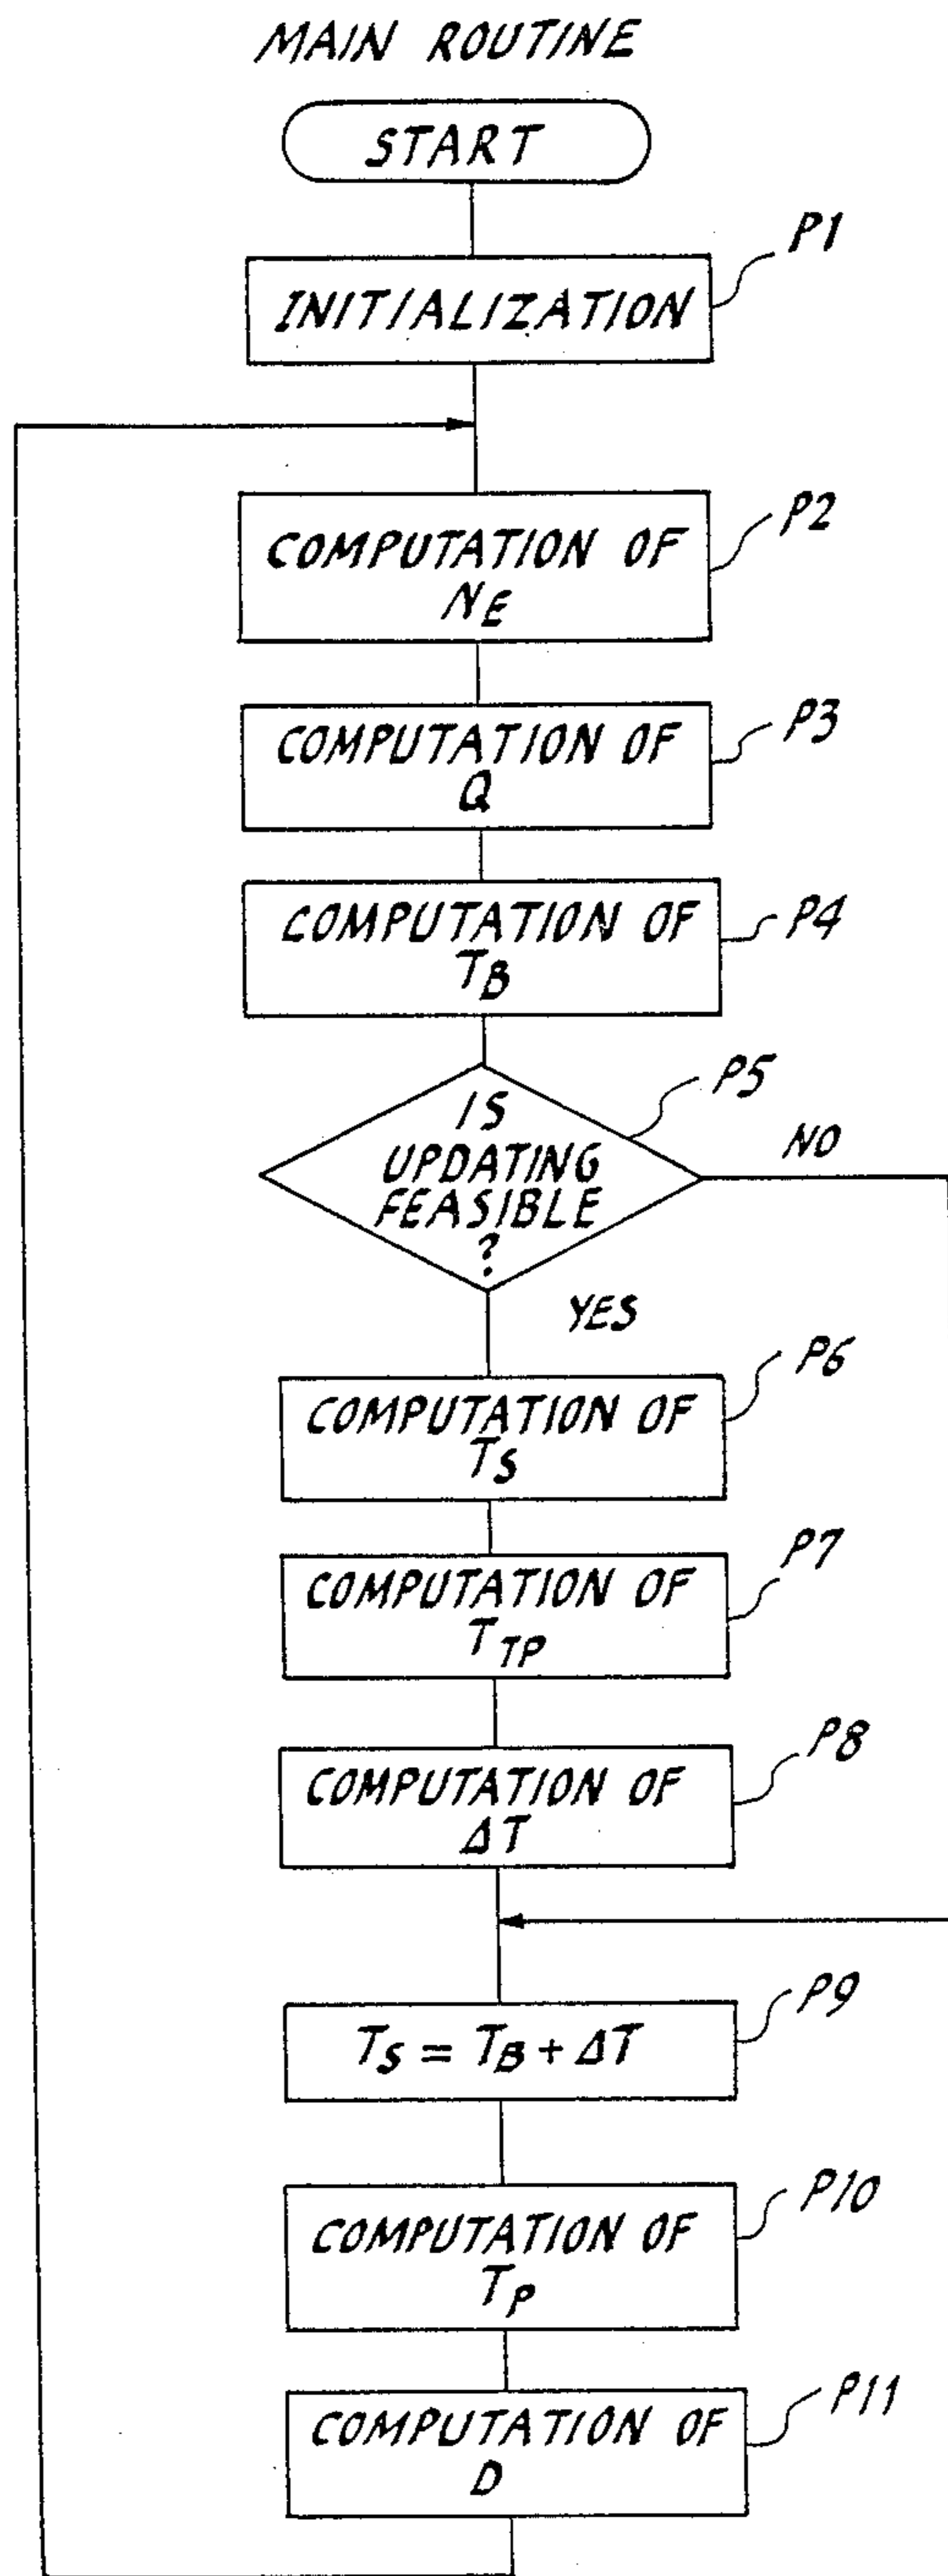 MAIN ROUTINE
START
P1
INITIALIZATION
P2
COMPUTATION OF
NE
P3
COMPUTATION OF
Q
P4
COMPUTATION OF
TB
P5
IS
UPDATING
FEASIBLE
?
NO
YES
P6
COMPUTATION OF
TS
P7
COMPUTATION OF
TTP
P8
COMPUTATION OF
ΔT
P9
TS = TB + ΔT
P10
COMPUTATION OF
TP
P11
COMPUTATION OF
D